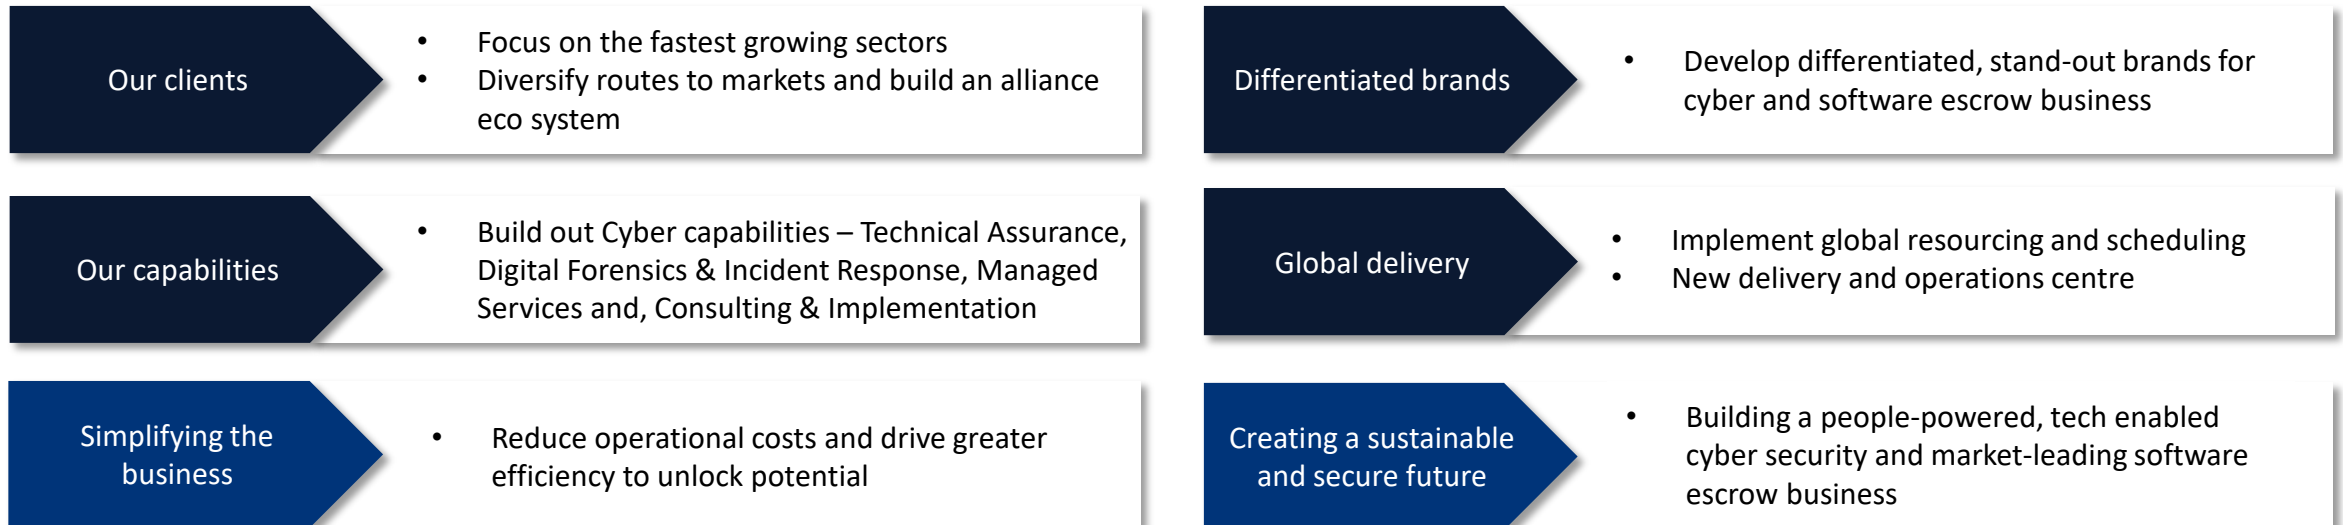 Our clients
• Focus on the fastest growing sectors
• Diversify routes to markets and build an alliance
eco system
Differentiated brands
• Develop differentiated, stand-out brands for
cyber and software escrow business
Our capabilities
• Build out Cyber capabilities – Technical Assurance,
Digital Forensics & Incident Response, Managed
Services and, Consulting & Implementation
Global delivery
• Implement global resourcing and scheduling
• New delivery and operations centre
Simplifying the
business
• Reduce operational costs and drive greater
efficiency to unlock potential
Creating a sustainable
and secure future
• Building a people-powered, tech enabled
cyber security and market-leading software
escrow business